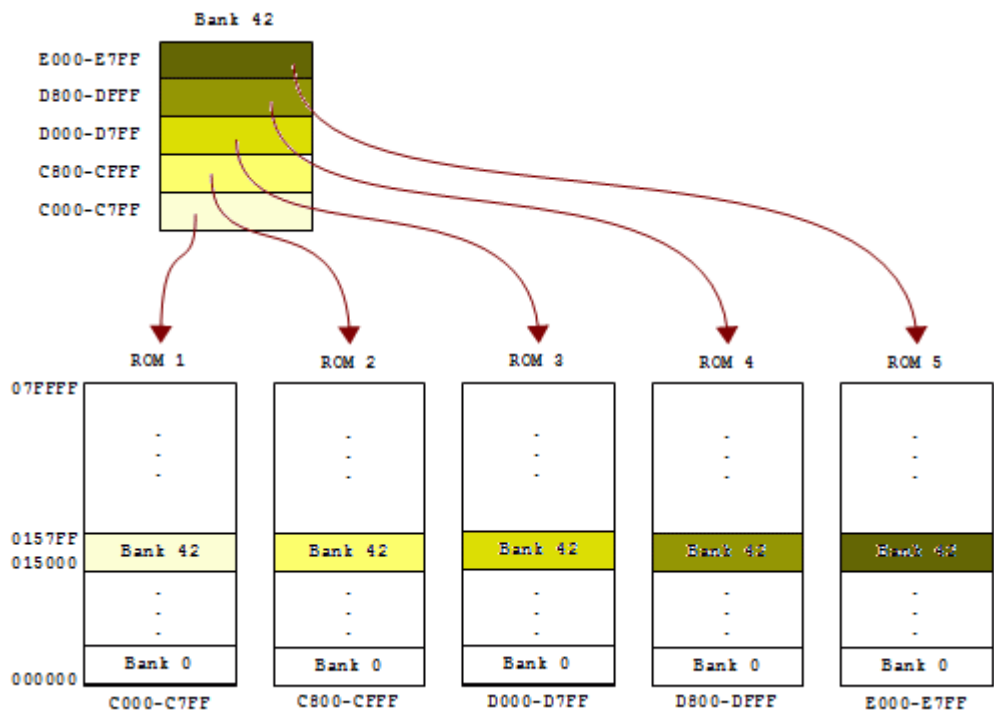 Bank 42
E000-E7FF
D800-DFFF
D000-D7FF
C800-CFFF
C000-C7FF
ROM 1 ROM 2 ROM 3 ROM 4 ROM 5
07FFFF
0157FF
Bank 42 Bank 42 Bank 42 Bank 42 Bank 42
015000
Bank 0 Bank 0 Bank 0 Bank 0 Bank 0
000000
C000-C7FF C800-CFFF D000-D7FF D800-DFFF E000-E7FF